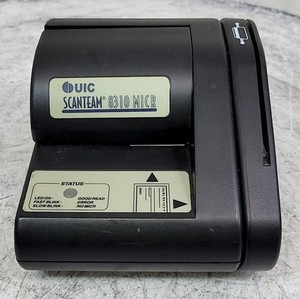 UIC
SCANTEAM® 8310 MICR
STATUS
LED ON - GOOD/READ
FAST BLINK - ERROR
SLOW BLINK - NO MICR